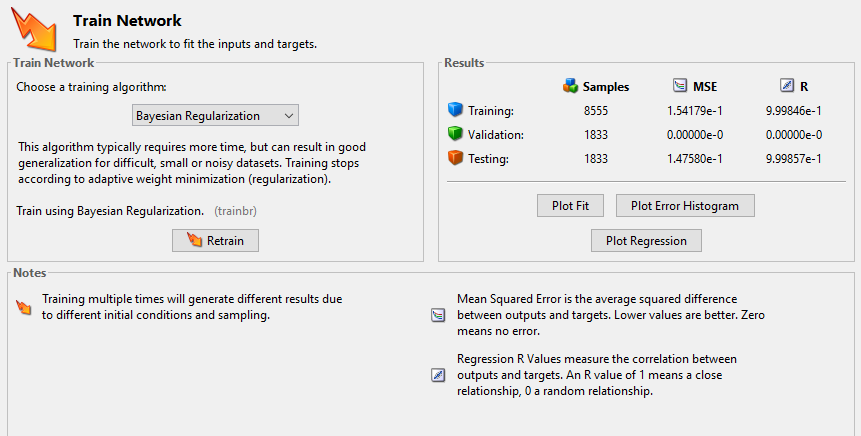 Train Network
Train the network to fit the inputs and targets.
Train Network
Choose a training algorithm:
Bayesian Regularization
This algorithm typically requires more time, but can result in good
generalization for difficult, small or noisy datasets. Training stops
according to adaptive weight minimization (regularization).
Train using Bayesian Regularization. (trainbr)
Retrain
Results
Samples MSE R
Training: 8555 1.54179e-1 9.99846e-1
Validation: 1833 0.00000e-0 0.00000e-0
Testing: 1833 1.47580e-1 9.99857e-1
Plot Fit Plot Error Histogram
Plot Regression
Notes
Training multiple times will generate different results due
to different initial conditions and sampling.
Mean Squared Error is the average squared difference
between outputs and targets. Lower values are better. Zero
means no error.
Regression R Values measure the correlation between
outputs and targets. An R value of 1 means a close
relationship, 0 a random relationship.